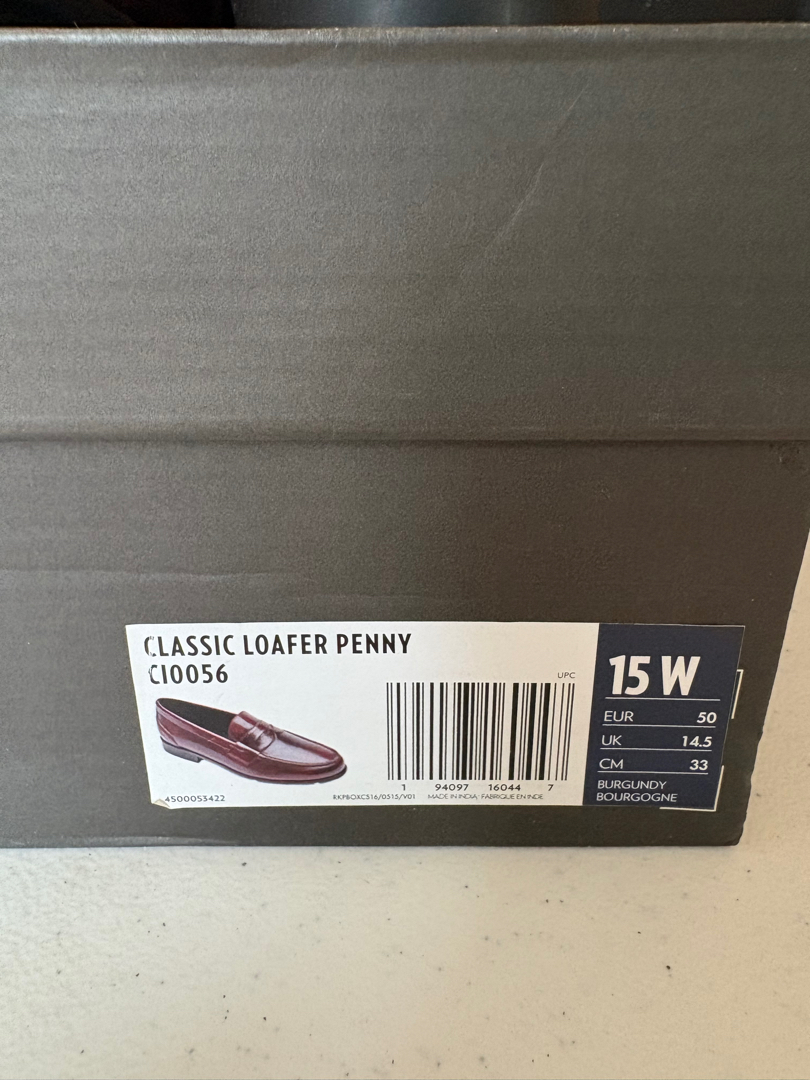 CLASSIC LOAFER PENNY
CI0056
UPC
1 94097 16044 7
4500053422
RKPBOXCS16/0515/V01 MADE IN INDIA· FABRIQUE EN INDE
15 W
EUR 50
UK 14.5
CM 33
BURGUNDY
BOURGOGNE